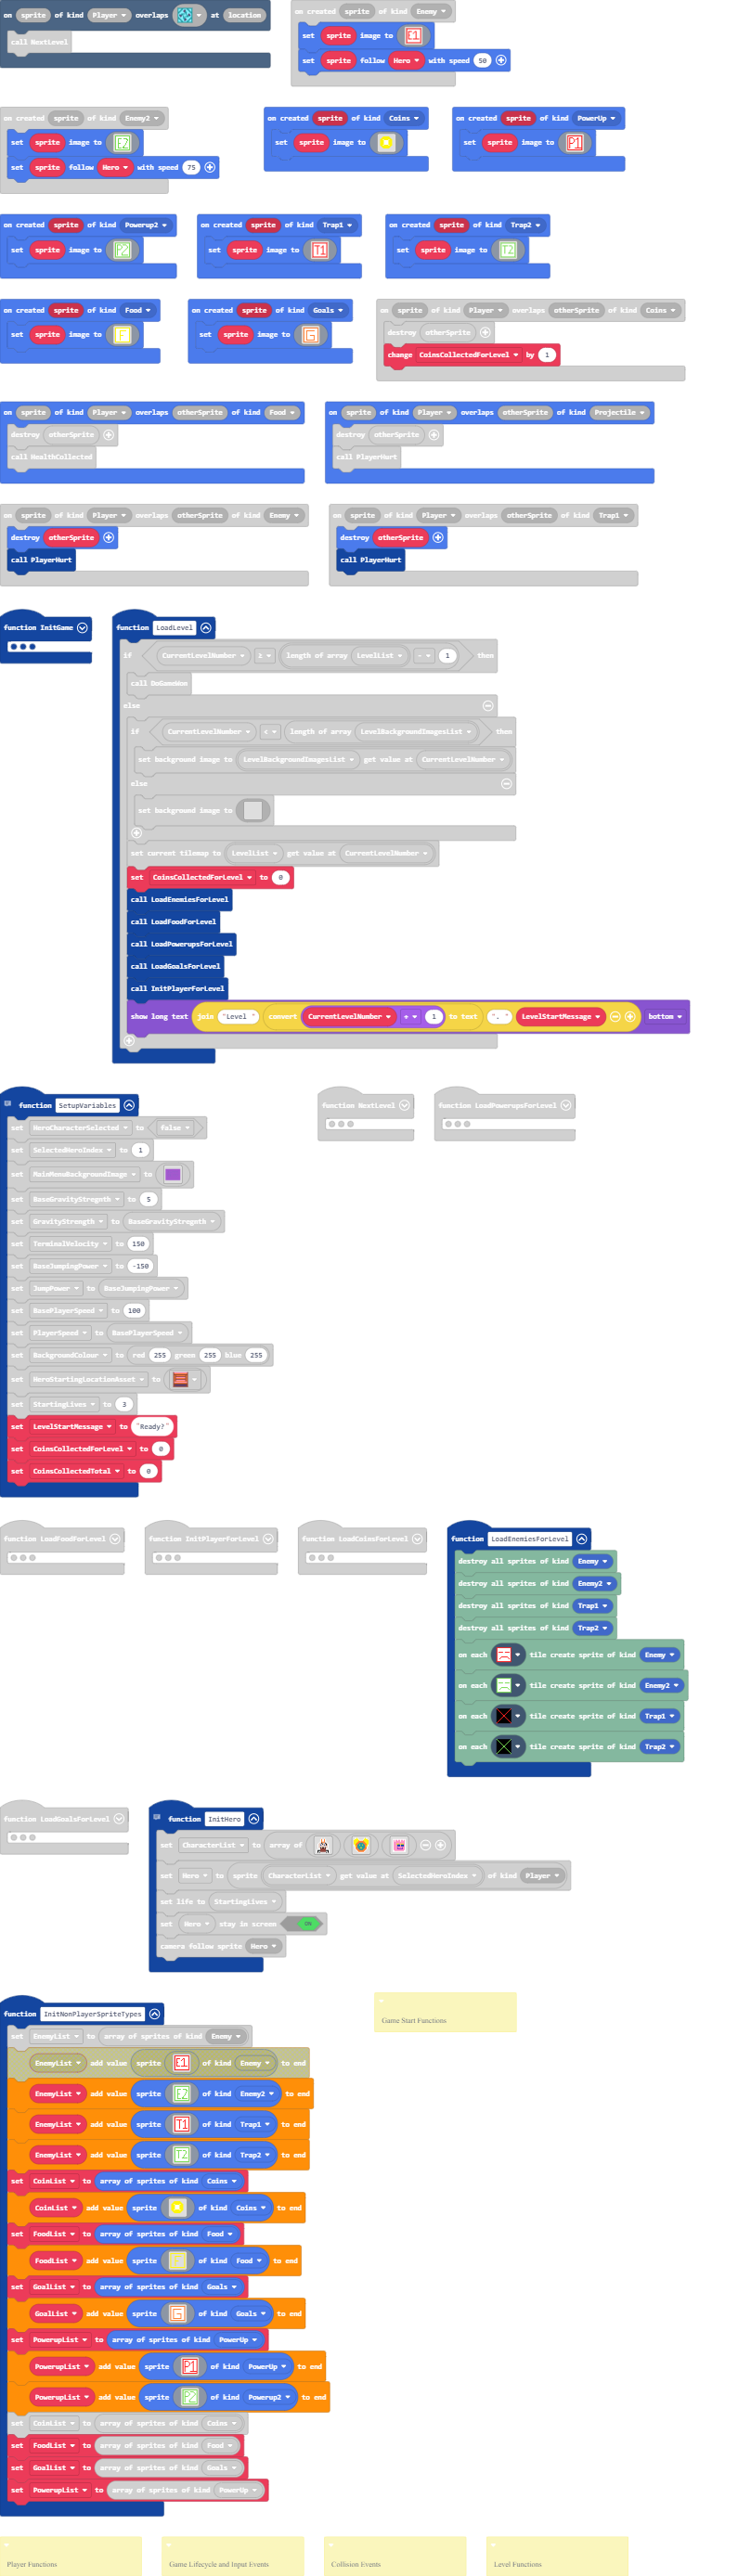 on sprite of kind Player overlaps at location
call NextLevel
on created sprite of kind Enemy
set sprite image to E1
set sprite follow Hero with speed 50
on created sprite of kind Enemy2
set sprite image to E2
set sprite follow Hero with speed 75
on created sprite of kind Coins
set sprite image to
on created sprite of kind PowerUp
set sprite image to P1
on created sprite of kind Powerup2
set sprite image to P2
on created sprite of kind Trap1
set sprite image to T1
on created sprite of kind Trap2
set sprite image to T2
on created sprite of kind Food
set sprite image to F
on created sprite of kind Goals
set sprite image to G
on sprite of kind Player overlaps otherSprite of kind Coins
destroy otherSprite
change CoinsCollectedForLevel by 1
on sprite of kind Player overlaps otherSprite of kind Food
destroy otherSprite
call HealthCollected
on sprite of kind Player overlaps otherSprite of kind Projectile
destroy otherSprite
call PlayerHurt
on sprite of kind Player overlaps otherSprite of kind Enemy
destroy otherSprite
call PlayerHurt
on sprite of kind Player overlaps otherSprite of kind Trap1
destroy otherSprite
call PlayerHurt
function InitGame
function LoadLevel
if CurrentLevelNumber ≥ length of array LevelList - 1 then
call DoGameWon
else
if CurrentLevelNumber < length of array LevelBackgroundImagesList then
set background image to LevelBackgroundImagesList get value at CurrentLevelNumber
else
set background image to
set current tilemap to LevelList get value at CurrentLevelNumber
set CoinsCollectedForLevel to 0
call LoadEnemiesForLevel
call LoadFoodForLevel
call LoadPowerupsForLevel
call LoadGoalsForLevel
call InitPlayerForLevel
show long text join "Level " convert CurrentLevelNumber + 1 to text ". " LevelStartMessage bottom
function SetupVariables
set HeroCharacterSelected to false
set SelectedHeroIndex to 1
set MainMenuBackgroundImage to
set BaseGravityStregnth to 5
set GravityStrength to BaseGravityStregnth
set TerminalVelocity to 150
set BaseJumpingPower to -150
set JumpPower to BaseJumpingPower
set BasePlayerSpeed to 100
set PlayerSpeed to BasePlayerSpeed
set BackgroundColour to red 255 green 255 blue 255
set HeroStartingLocationAsset to
set StartingLives to 3
set LevelStartMessage to "Ready?"
set CoinsCollectedForLevel to 0
set CoinsCollectedTotal to 0
function NextLevel
function LoadPowerupsForLevel
function LoadFoodForLevel
function InitPlayerForLevel
function LoadCoinsForLevel
function LoadEnemiesForLevel
destroy all sprites of kind Enemy
destroy all sprites of kind Enemy2
destroy all sprites of kind Trap1
destroy all sprites of kind Trap2
on each tile create sprite of kind Enemy
on each tile create sprite of kind Enemy2
on each tile create sprite of kind Trap1
on each tile create sprite of kind Trap2
function LoadGoalsForLevel
function InitHero
set CharacterList to array of
set Hero to sprite CharacterList get value at SelectedHeroIndex of kind Player
set life to StartingLives
set Hero stay in screen ON
camera follow sprite Hero
function InitNonPlayerSpriteTypes
set EnemyList to array of sprites of kind Enemy
EnemyList add value sprite E1 of kind Enemy to end
EnemyList add value sprite E2 of kind Enemy2 to end
EnemyList add value sprite T1 of kind Trap1 to end
EnemyList add value sprite T2 of kind Trap2 to end
set CoinList to array of sprites of kind Coins
CoinList add value sprite of kind Coins to end
set FoodList to array of sprites of kind Food
FoodList add value sprite F of kind Food to end
set GoalList to array of sprites of kind Goals
GoalList add value sprite G of kind Goals to end
set PowerupList to array of sprites of kind PowerUp
PowerupList add value sprite P1 of kind PowerUp to end
PowerupList add value sprite P2 of kind Powerup2 to end
set CoinList to array of sprites of kind Coins
set FoodList to array of sprites of kind Food
set GoalList to array of sprites of kind Goals
set PowerupList to array of sprites of kind PowerUp
Game Start Functions
Player Functions
Game Lifecycle and Input Events
Collision Events
Level Functions